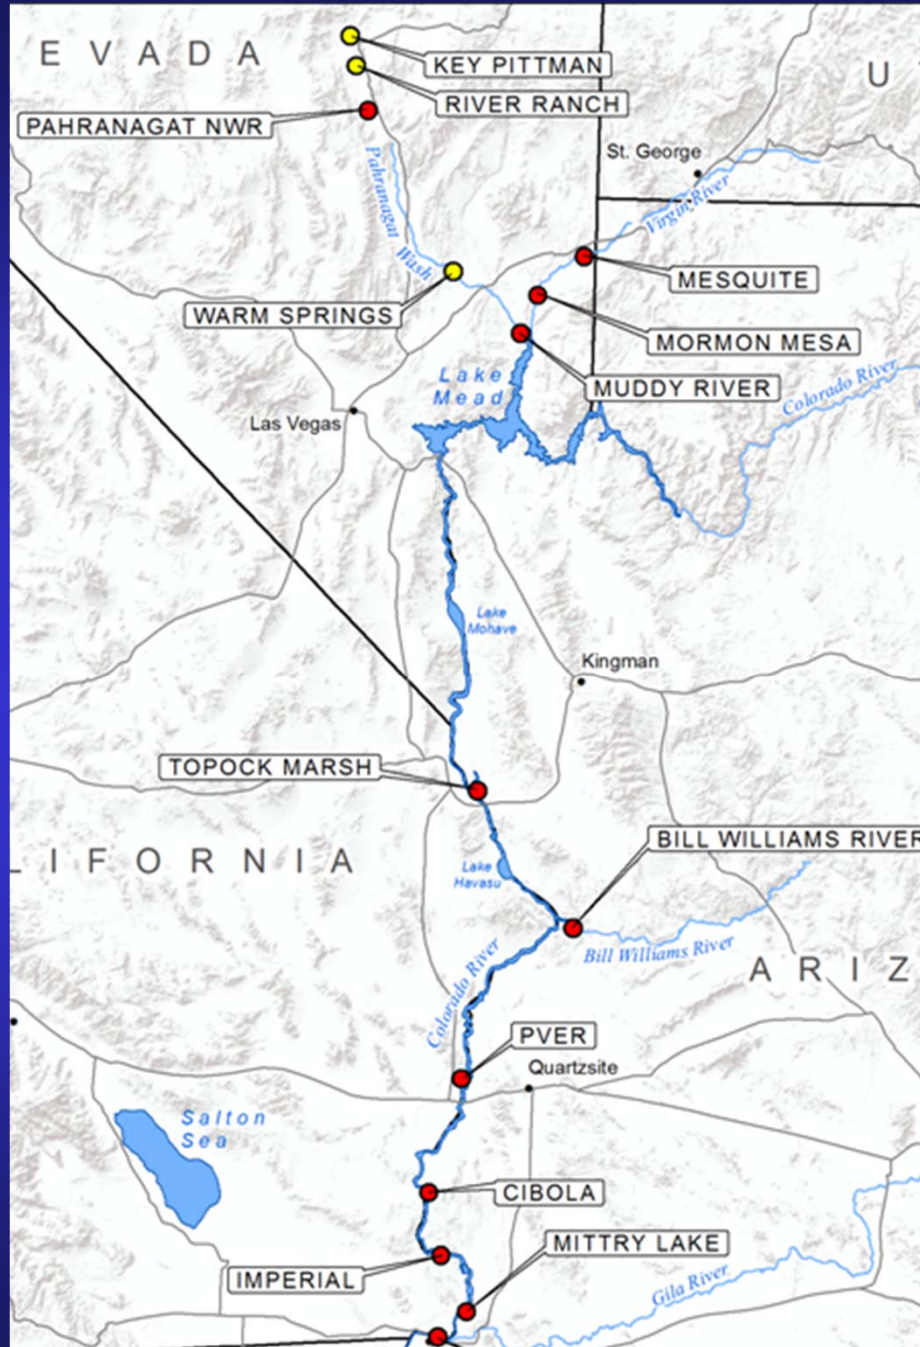 E V A D A
KEY PITTMAN
U
RIVER RANCH
PAHRANAGAT NWR
St. George
Pahranagat Wash
Virgin River
MESQUITE
WARM SPRINGS
MORMON MESA
Lake
Mead
MUDDY RIVER
Colorado River
Las Vegas
Lake
Mohave
Kingman
TOPOCK MARSH
BILL WILLIAMS RIVER
LIFORNIA
Lake
Havasu
Bill Williams River
ARIZ
Colorado River
PVER
Quartzsite
Salton
Sea
CIBOLA
MITTRY LAKE
IMPERIAL
Gila River